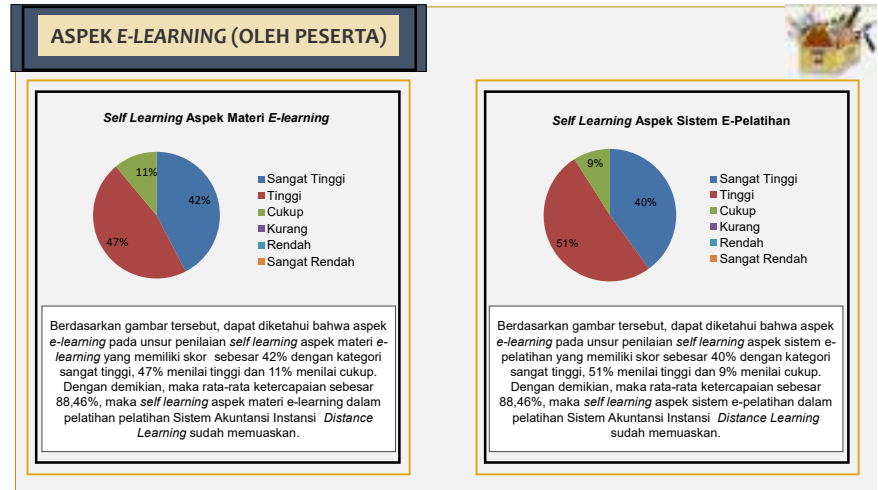 ASPEK E-LEARNING (OLEH PESERTA)
Self Learning Aspek Materi E-learning
11%
42%
47%
Sangat Tinggi
Tinggi
Cukup
Kurang
Rendah
Sangat Rendah
Berdasarkan gambar tersebut, dapat diketahui bahwa aspek
e-learning pada unsur penilaian self learning aspek materi e-
learning yang memiliki skor sebesar 42% dengan kategori
sangat tinggi, 47% menilai tinggi dan 11% menilai cukup.
Dengan demikian, maka rata-rata ketercapaian sebesar
88,46%, maka self learning aspek materi e-learning dalam
pelatihan pelatihan Sistem Akuntansi Instansi Distance
Learning sudah memuaskan.
Self Learning Aspek Sistem E-Pelatihan
9%
40%
51%
Sangat Tinggi
Tinggi
Cukup
Kurang
Rendah
Sangat Rendah
Berdasarkan gambar tersebut, dapat diketahui bahwa aspek
e-learning pada unsur penilaian self learning aspek sistem e-
pelatihan yang memiliki skor sebesar 40% dengan kategori
sangat tinggi, 51% menilai tinggi dan 9% menilai cukup.
Dengan demikian, maka rata-rata ketercapaian sebesar
88,46%, maka self learning aspek sistem e-pelatihan dalam
pelatihan Sistem Akuntansi Instansi Distance Learning
sudah memuaskan.